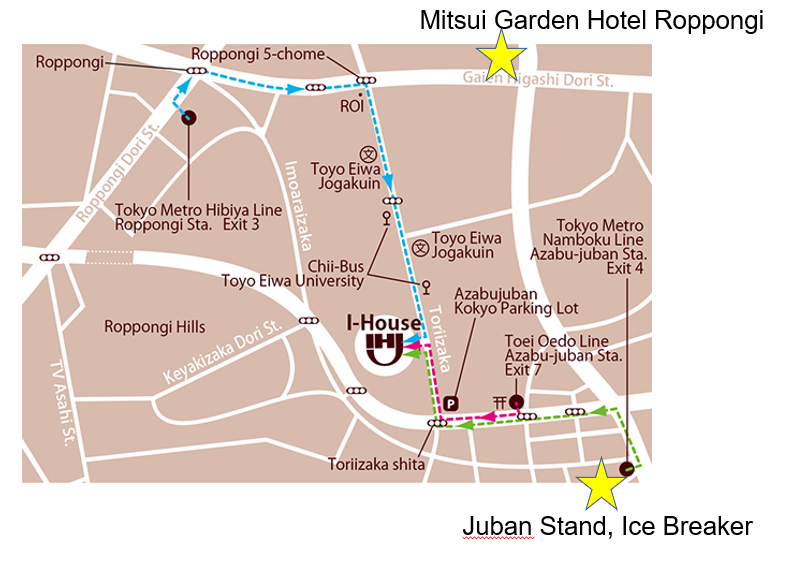 Mitsui Garden Hotel Roppongi
Roppongi 5-chome
Roppongi
Gaien Higashi Dori St.
ROI
Roppongi Dori St.
文
Toyo Eiwa
Jogakuin
Imoaraizaka
Tokyo Metro Hibiya Line
Roppongi Sta. Exit 3
Tokyo Metro
Namboku Line
Azabu-juban Sta.
Exit 4
文
Toyo Eiwa
Jogakuin
Chii-Bus
Toyo Eiwa University
Azabujuban
Kokyo Parking Lot
Toriizaka
I-House
IHJ
Roppongi Hills
Keyakizaka Dori St.
Toei Oedo Line
Azabu-juban Sta.
Exit 7
TV Asahi St.
P
Toriizaka shita
Juban Stand, Ice Breaker